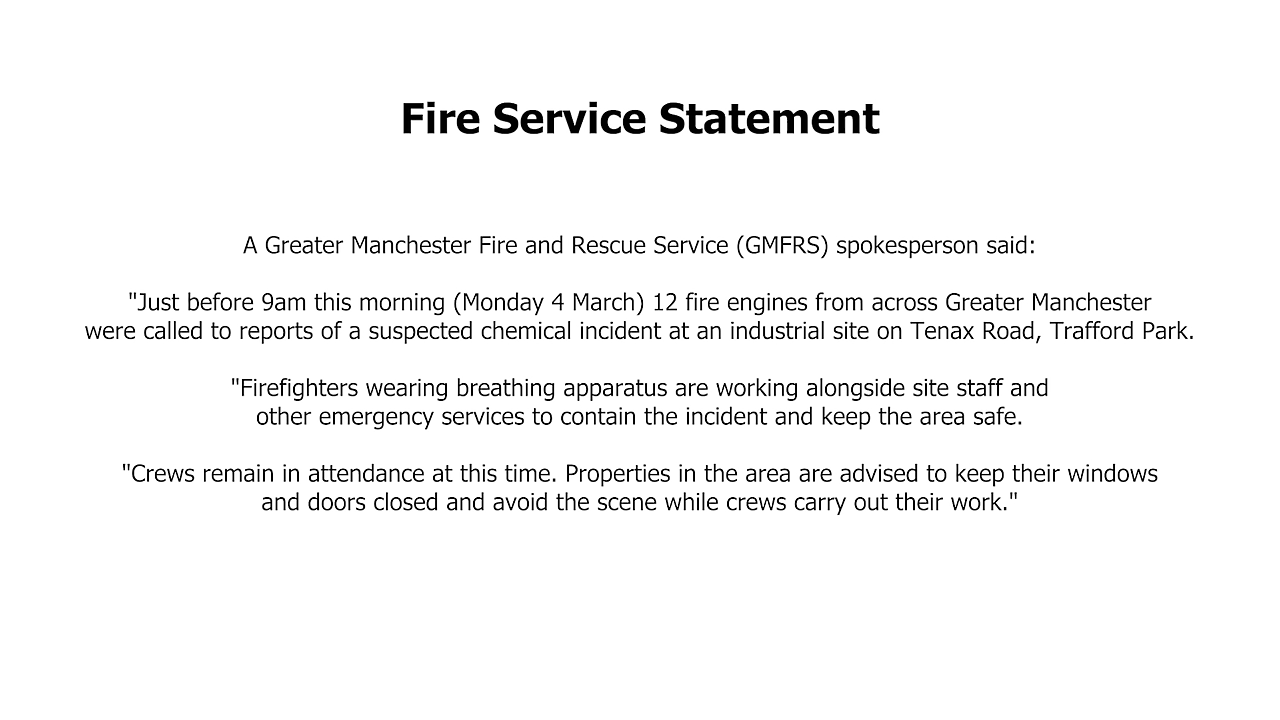 Fire Service Statement
A Greater Manchester Fire and Rescue Service (GMFRS) spokesperson said:
"Just before 9am this morning (Monday 4 March) 12 fire engines from across Greater Manchester
were called to reports of a suspected chemical incident at an industrial site on Tenax Road, Trafford Park.
"Firefighters wearing breathing apparatus are working alongside site staff and
other emergency services to contain the incident and keep the area safe.
"Crews remain in attendance at this time. Properties in the area are advised to keep their windows
and doors closed and avoid the scene while crews carry out their work."